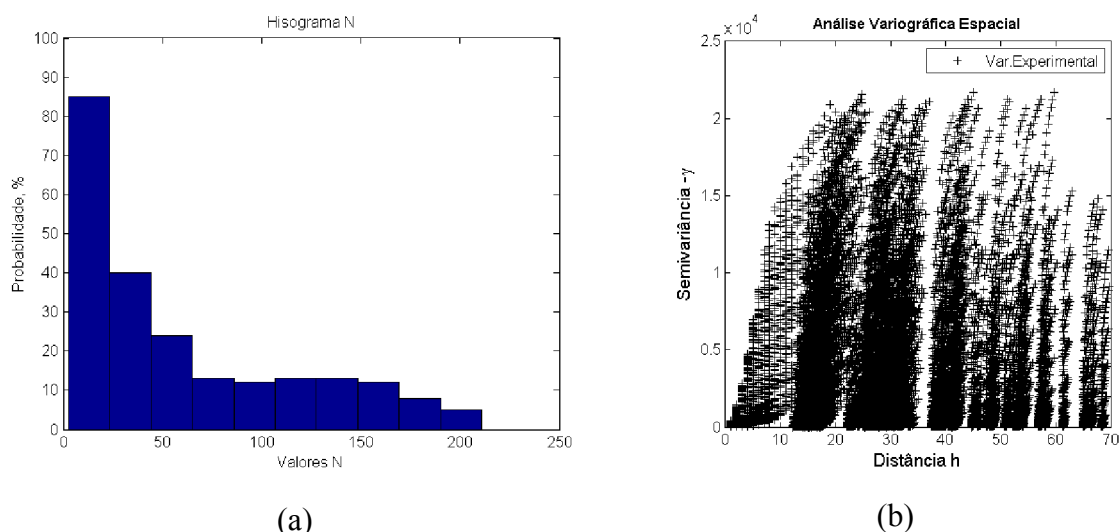 Hisograma N
100
90
80
70
60
50
40
30
20
10
0
Probabilidade, %
0 50 100 150 200 250
Valores N
(a)
Análise Variográfica Espacial
x 10^4
2.5
2
1.5
1
0.5
0
Semivariância -γ
+ Var.Experimental
0 10 20 30 40 50 60 70
Distância h
(b)